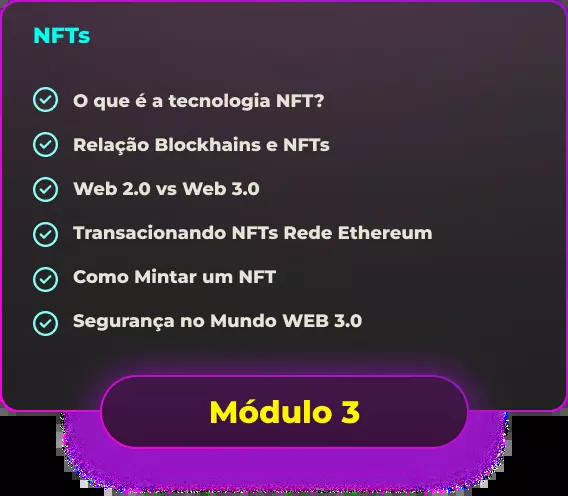 NFTs
O que é a tecnologia NFT?
Relação Blockhains e NFTs
Web 2.0 vs Web 3.0
Transacionando NFTs Rede Ethereum
Como Mintar um NFT
Segurança no Mundo WEB 3.0
Módulo 3